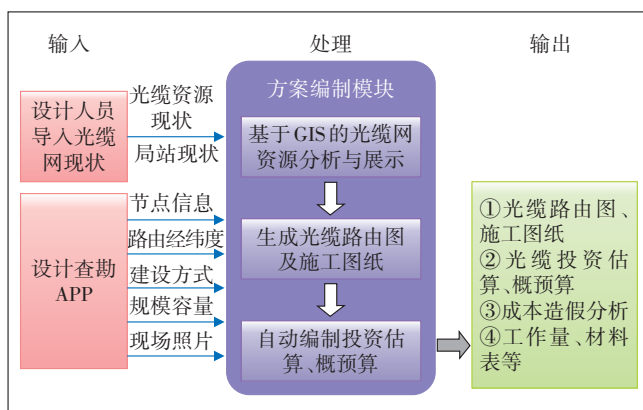 输入
处理
输出
设计人员
导入光缆
网现状
光缆资源
现状
局站现状
设计查勘
APP
节点信息
路由经纬度
建设方式
规模容量
现场照片
方案编制模块
基于GIS的光缆网
资源分析与展示
生成光缆路由图
及施工图纸
自动编制投资估
算、概预算
①光缆路由图、
施工图纸
②光缆投资估
算、概预算
③成本造假分析
④工作量、材料
表等